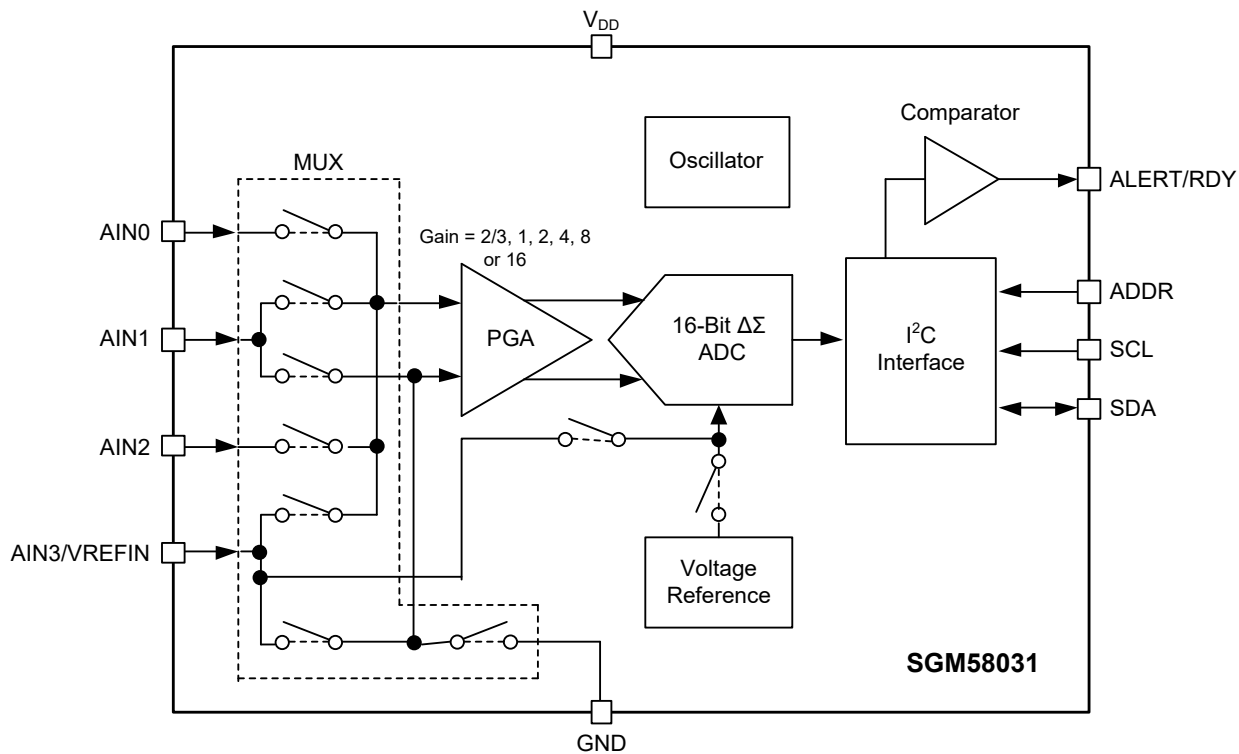 VDD
Comparator
Oscillator
MUX
ALERT/RDY
AIN0
Gain = 2/3, 1, 2, 4, 8
or 16
ADDR
AIN1
PGA
16-Bit ΔΣ
ADC
I²C
Interface
SCL
SDA
AIN2
AIN3/VREFIN
Voltage
Reference
SGM58031
GND